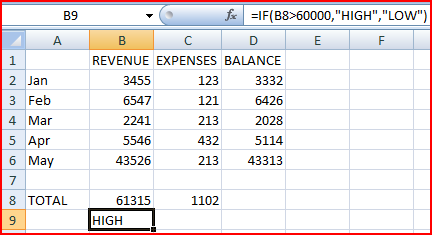 B9 fx =IF(B8>60000,"HIGH","LOW")
A B C D E F
1 REVENUE EXPENSES BALANCE
2 Jan 3455 123 3332
3 Feb 6547 121 6426
4 Mar 2241 213 2028
5 Apr 5546 432 5114
6 May 43526 213 43313
7
8 TOTAL 61315 1102
9 HIGH